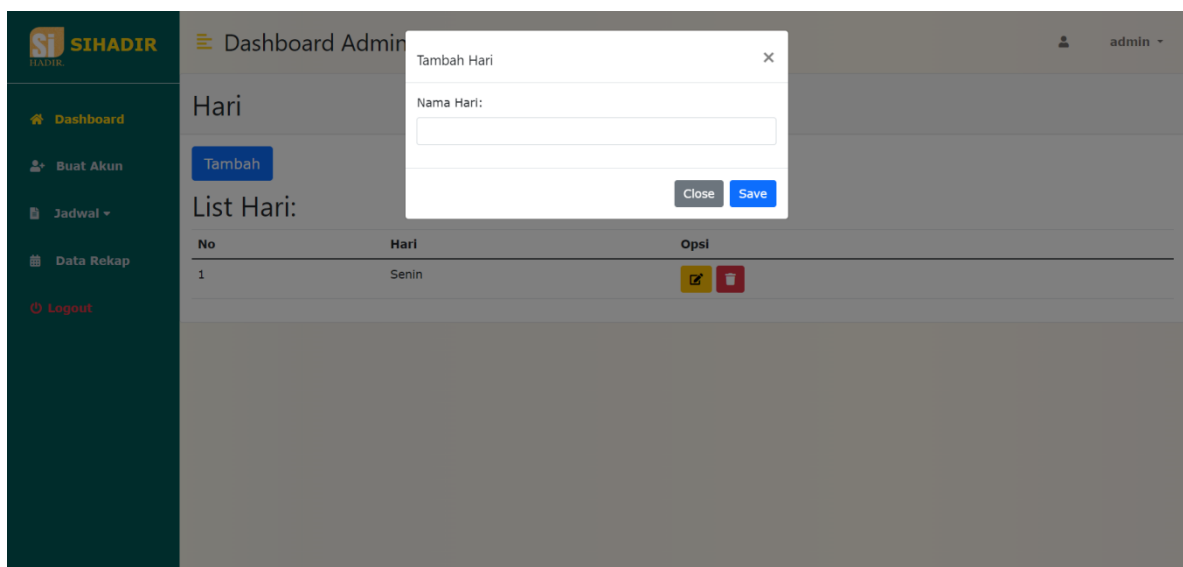 Si
HADIR.
SIHADIR
Dashboard Admin
admin
Dashboard
Buat Akun
Jadwal
Data Rekap
Logout
Tambah Hari
×
Nama Hari:
Close
Save
Hari
Tambah
List Hari:
No Hari Opsi
1 Senin